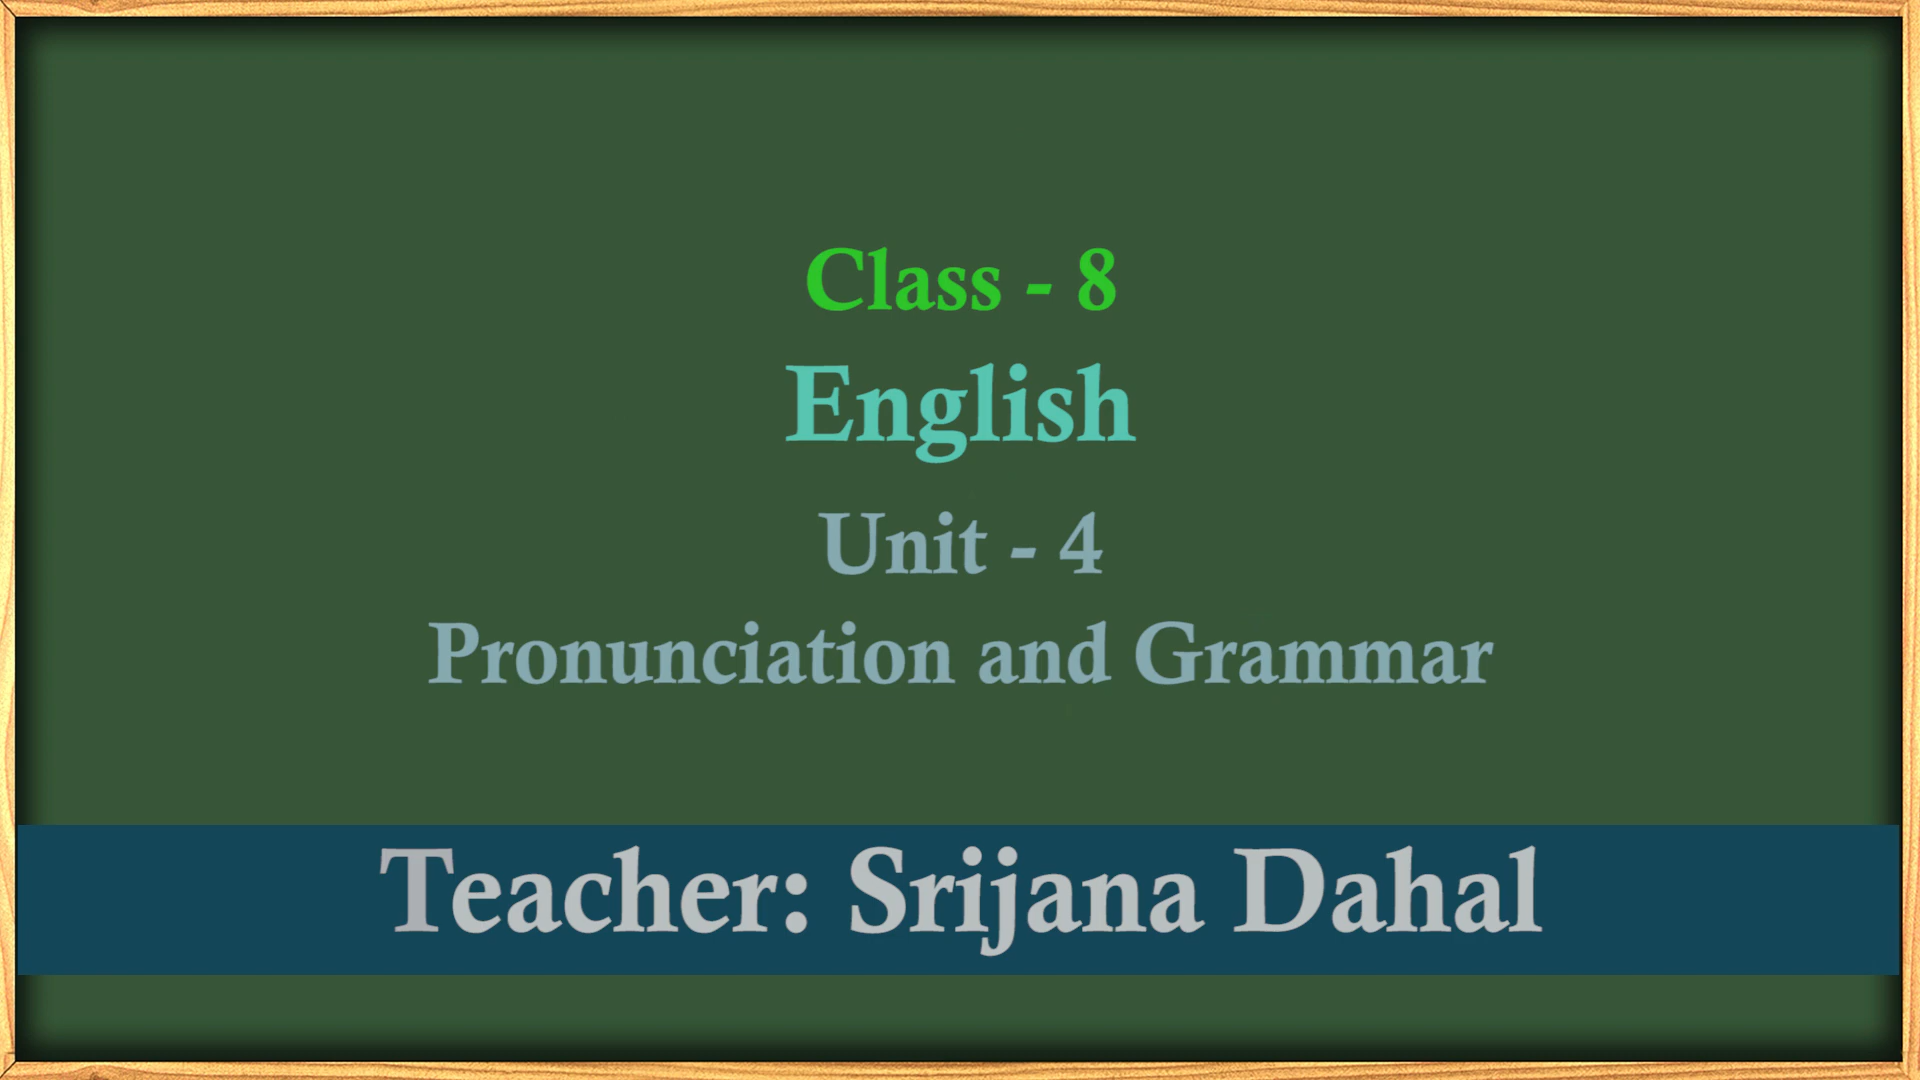 Class - 8
English
Unit - 4
Pronunciation and Grammar
Teacher: Srijana Dahal